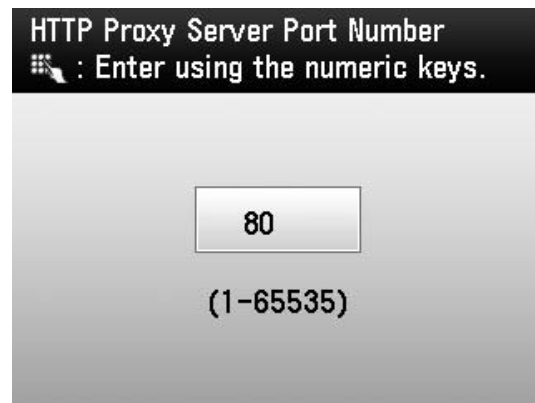 HTTP Proxy Server Port Number
: Enter using the numeric keys.
80
(1-65535)